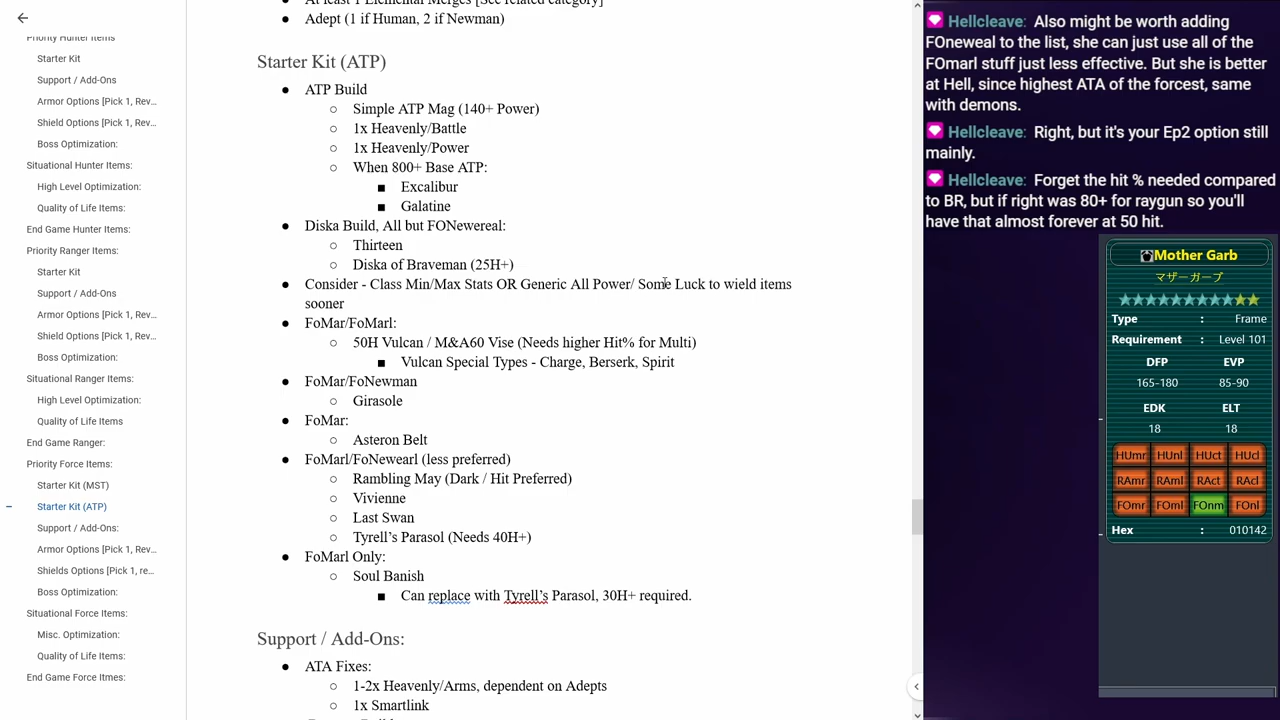 Priority Hunter Items
Starter Kit
Support / Add-Ons:
Armor Options [Pick 1, Rev...
Shield Options [Pick 1, Rev...
Boss Optimization:
Situational Hunter Items:
High Level Optimization:
Quality of Life Items:
End Game Hunter Items:
Priority Ranger Items:
Starter Kit
Support / Add-Ons:
Armor Options [Pick 1, Rev...
Shield Options [Pick 1, Rev...
Boss Optimization:
Situational Ranger Items:
High Level Optimization:
Quality of Life Items
End Game Ranger:
Priority Force Items:
Starter Kit (MST)
Starter Kit (ATP)
Support / Add-Ons:
Armor Options [Pick 1, Rev...
Shields Options [Pick 1, re...
Boss Optimization:
Situational Force Items:
Misc. Optimization:
Quality of Life Items:
End Game Force Itmes:
At least 1 Elemental Merges [See related category]
Adept (1 if Human, 2 if Newman)
Starter Kit (ATP)
ATP Build
Simple ATP Mag (140+ Power)
1x Heavenly/Battle
1x Heavenly/Power
When 800+ Base ATP:
Excalibur
Galatine
Diska Build, All but FONewereal:
Thirteen
Diska of Braveman (25H+)
Consider - Class Min/Max Stats OR Generic All Power/ Some Luck to wield items
sooner
FoMar/FoMarl:
50H Vulcan / M&A60 Vise (Needs higher Hit% for Multi)
Vulcan Special Types - Charge, Berserk, Spirit
FoMar/FoNewman
Girasole
FoMar:
Asteron Belt
FoMarl/FoNewearl (less preferred)
Rambling May (Dark / Hit Preferred)
Vivienne
Last Swan
Tyrell's Parasol (Needs 40H+)
FoMarl Only:
Soul Banish
Can replace with Tyrell's Parasol, 30H+ required.
Support / Add-Ons:
ATA Fixes:
1-2x Heavenly/Arms, dependent on Adepts
1x Smartlink
Hellcleave: Also might be worth adding
FOneweal to the list, she can just use all of the
FOmarl stuff just less effective. But she is better
at Hell, since highest ATA of the forcest, same
with demons.
Hellcleave: Right, but it's your Ep2 option still
mainly.
Hellcleave: Forget the hit % needed compared
to BR, but if right was 80+ for raygun so you'll
have that almost forever at 50 hit.
Mother Garb
マザーガーブ
Type : Frame
Requirement : Level 101
DFP EVP
165-180 85-90
EDK ELT
18 18
HUmr HUnl HUct HUcl
RAmr RAml RAct RAcl
FOmr FOml FOnm FOnl
Hex : 010142